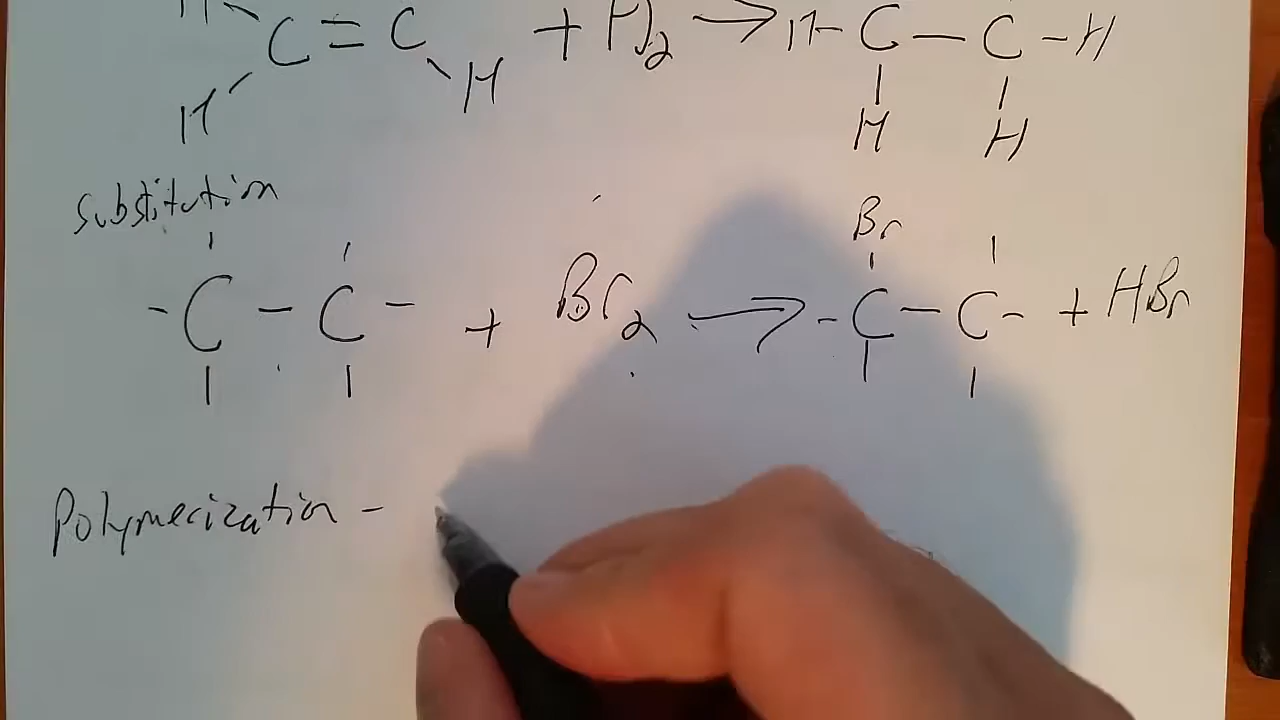 H C = C + H2 → H - C - C - H
H H H H
Substitution
Br
- C - C - + Br2 → - C - C - + HBr
Polymerization -